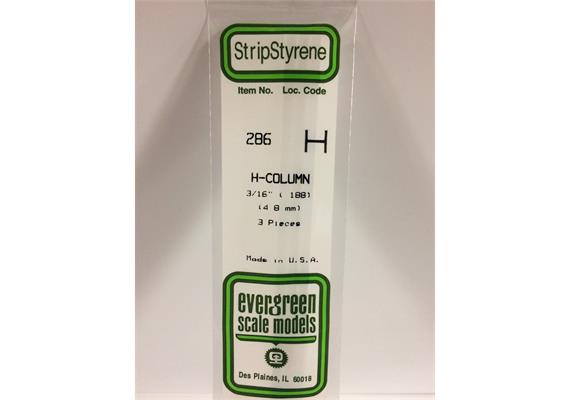 StripStyrene
Item No. Loc. Code
286 H
H-COLUMN
3/16" ( 188)
(4 8 mm)
3 Pieces
Made in U.S.A.
evergreen
scale models
Des Plaines, IL 60018